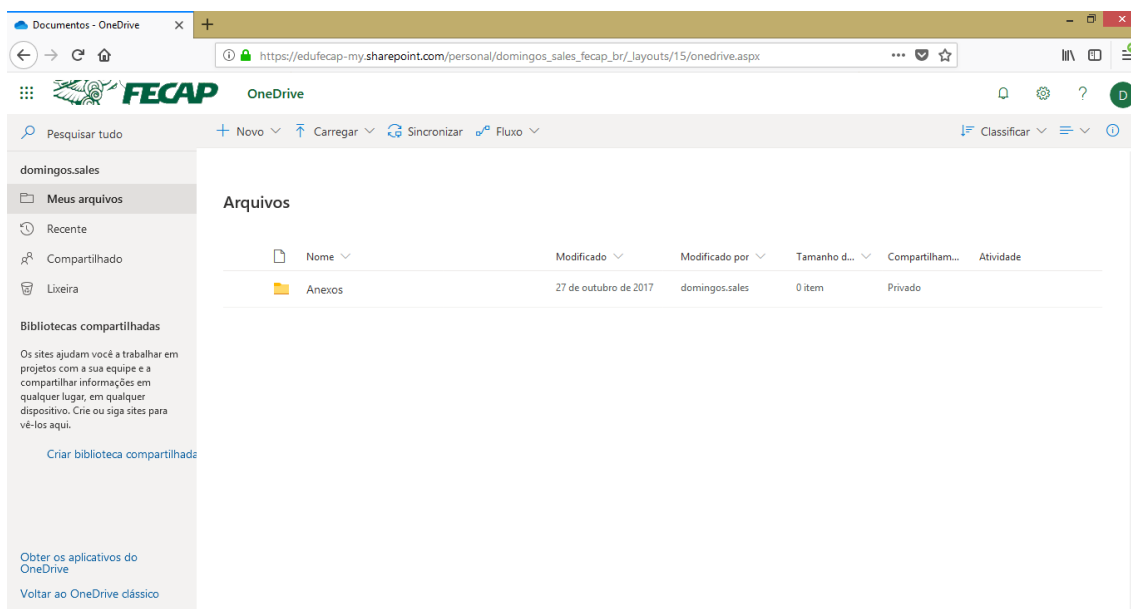 Documentos - OneDrive
https://edufecap-my.sharepoint.com/personal/domingos_sales_fecap_br/_layouts/15/onedrive.aspx
FECAP OneDrive ? D
Pesquisar tudo + Novo Carregar Sincronizar Fluxo Classificar
domingos.sales
Meus arquivos
Recente
Compartilhado
Lixeira
Bibliotecas compartilhadas
Os sites ajudam você a trabalhar em
projetos com a sua equipe e a
compartilhar informações em
qualquer lugar, em qualquer
dispositivo. Crie ou siga sites para
vê-los aqui.
Criar biblioteca compartilhada
Obter os aplicativos do
OneDrive
Voltar ao OneDrive clássico
Arquivos
Nome Modificado Modificado por Tamanho d... Compartilham... Atividade
Anexos 27 de outubro de 2017 domingos.sales 0 item Privado